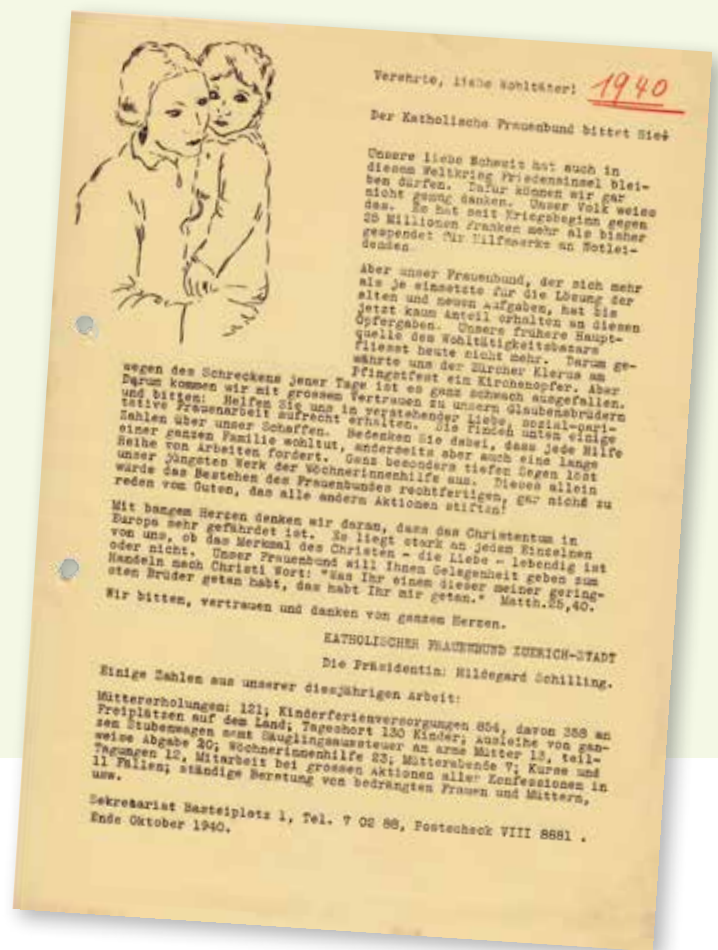 Verehrte, liebe Wohltäter! 1940
Der Katholische Frauenbund bittet Sie:
Unsere liebe Schweiz hat auch in
diesem Weltkrieg Friedensinsel blei-
ben dürfen. Dafür können wir gar
nicht genug danken. Unser Volk weiss
das. Es hat seit Kriegsbeginn gegen
25 Millionen Franken mehr als bisher
gespendet für Hilfswerke an Notlei-
denden.
Aber unser Frauenbund, der sich mehr
als je einsetzte für die Lösung der
alten und neuen Aufgaben, hat bis
jetzt kaum Anteil erhalten an diesen
Opfergaben. Unsere frühere Haupt-
quelle des Wohltätigkeitsbazars
fliesst heute nicht mehr. Darum ge-
währte uns der Zürcher Klerus am
Pfingstfest ein Kirchenopfer. Aber
wegen des Schreckens jener Tage ist es ganz schwach ausgefallen.
Darum kommen wir mit grossem Vertrauen zu unsern Glaubensbrüdern
und bitten: Helfen Sie uns in verstehender Liebe, sozial-cari-
tative Frauenarbeit aufrecht erhalten. Sie finden unten einige
Zahlen über unser Schaffen. Bedenken Sie dabei, dass jede Hilfe
einer ganzen Familie wohltut, anderseits aber auch eine lange
Reihe von Arbeiten fordert. Ganz besonders tiefen Segen löst
unser jüngstes Werk der Wöchnerinnenhilfe aus. Dieses allein
würde das Bestehen des Frauenbundes rechtfertigen, gar nicht zu
reden vom Guten, das alle andern Aktionen stiften!
Mit bangem Herzen denken wir daran, dass das Christentum in
Europa sehr gefährdet ist. Es liegt stark an jedem Einzelnen
von uns, ob das Merkmal des Christen - die Liebe - lebendig ist
oder nicht. Unser Frauenbund will Ihnen Gelegenheit geben zum
Handeln nach Christi Wort: "Was Ihr einem dieser meiner gering-
sten Brüder getan habt, das habt Ihr mir getan." Matth.25,40.
Wir bitten, vertrauen und danken von ganzem Herzen.
KATHOLISCHER FRAUENBUND ZUERICH-STADT
Die Präsidentin: Hildegard Schilling.
Einige Zahlen aus unserer diesjährigen Arbeit:
Müttererholungen: 121; Kinderferienversorgungen 854, davon 358 an
Freiplätzen auf dem Land; Tageshort 130 Kinder; Ausleihe von gan-
zen Stubenwagen samt Säuglingsaussteuer an arme Mütter 13, teil-
weise Abgabe 20; Wöchnerinnenhilfe 23; Mütterabende 7; Kurse und
Tagungen 12, Mitarbeit bei grossen Aktionen aller Konfessionen in
11 Fällen; ständige Beratung von bedrängten Frauen und Müttern,
usw.
Sekretariat Basteiplatz 1, Tel. 7 02 88, Postscheck VIII 8681 .
Ende Oktober 1940.